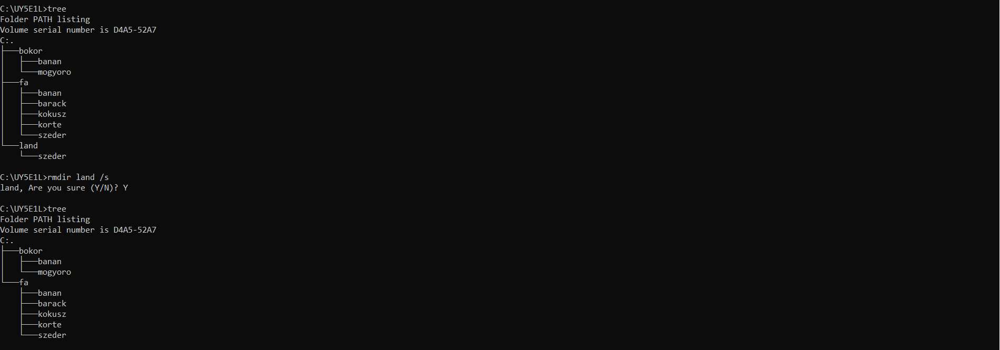 C:\UY5E1L>tree
Folder PATH listing
Volume serial number is D4A5-52A7
C:.
├───bokor
│   ├───banan
│   └───mogyoro
├───fa
│   ├───banan
│   ├───barack
│   ├───kokusz
│   ├───korte
│   └───szeder
└───land
    └───szeder

C:\UY5E1L>rmdir land /s
land, Are you sure (Y/N)? Y

C:\UY5E1L>tree
Folder PATH listing
Volume serial number is D4A5-52A7
C:.
├───bokor
│   ├───banan
│   └───mogyoro
└───fa
    ├───banan
    ├───barack
    ├───kokusz
    ├───korte
    └───szeder